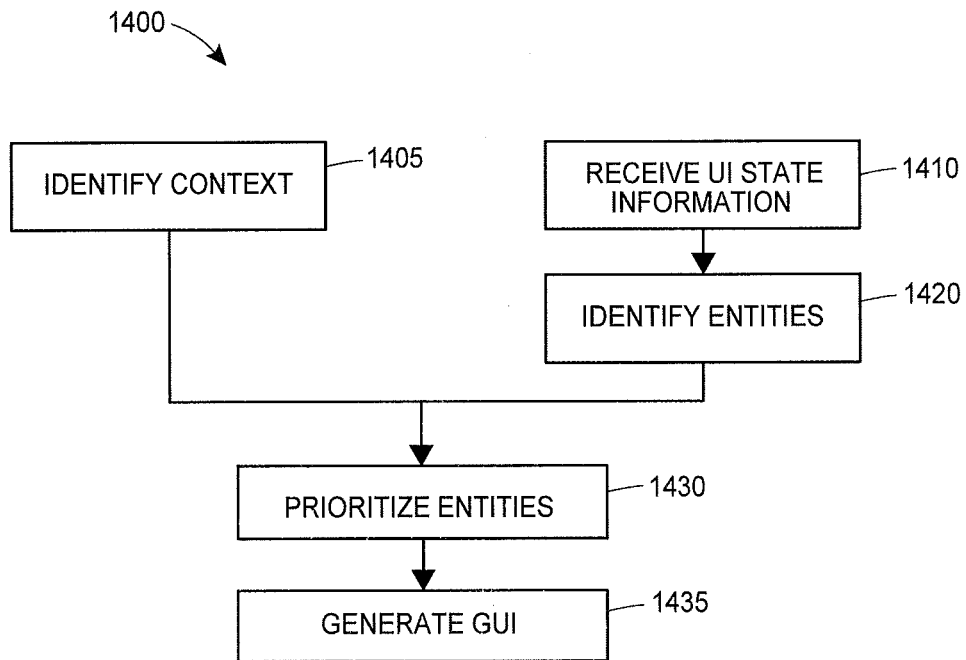 1400
IDENTIFY CONTEXT
1405
RECEIVE UI STATE
INFORMATION
1410
IDENTIFY ENTITIES
1420
PRIORITIZE ENTITIES
1430
GENERATE GUI
1435